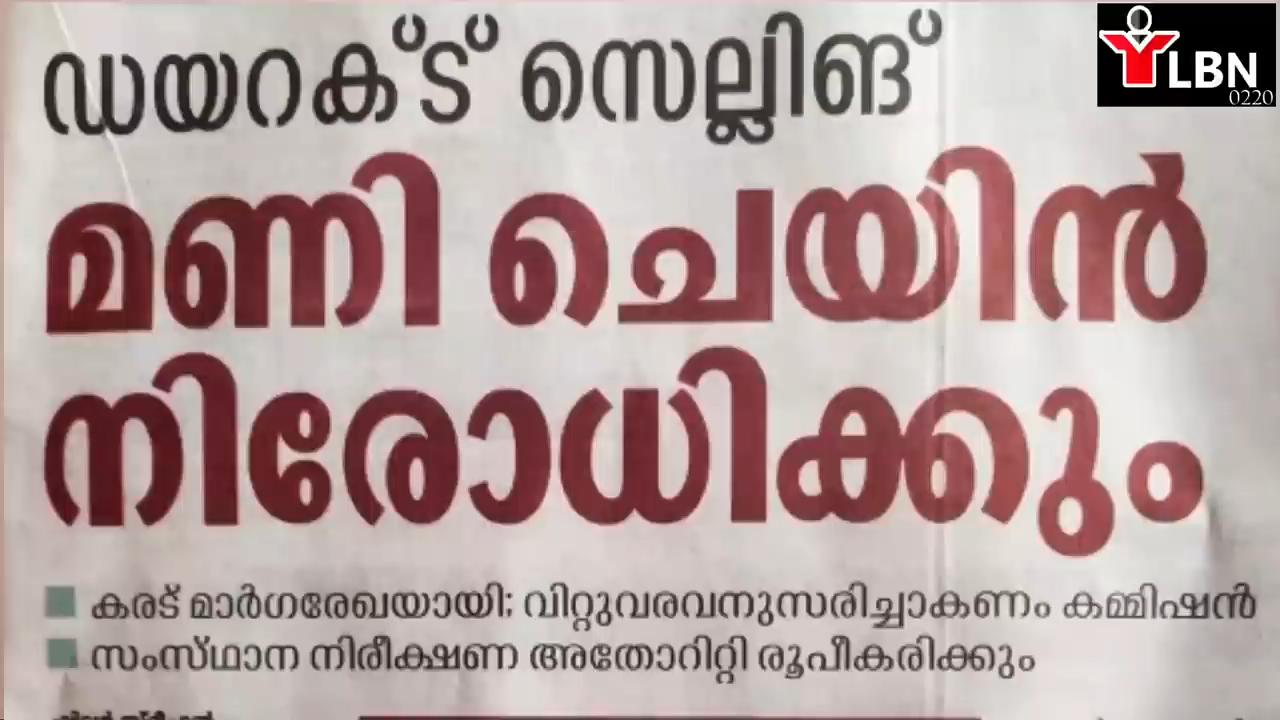 ഡയറക്ട് സെല്ലിങ്
LBN
0220
മണി ചെയിൻ
നിരോധിക്കും
കരട് മാർഗരേഖയായി: വിറ്റുവരവനുസരിച്ചാകണം കമ്മിഷൻ
സംസ്ഥാന നിരീക്ഷണ അതോറിറ്റി രൂപീകരിക്കും